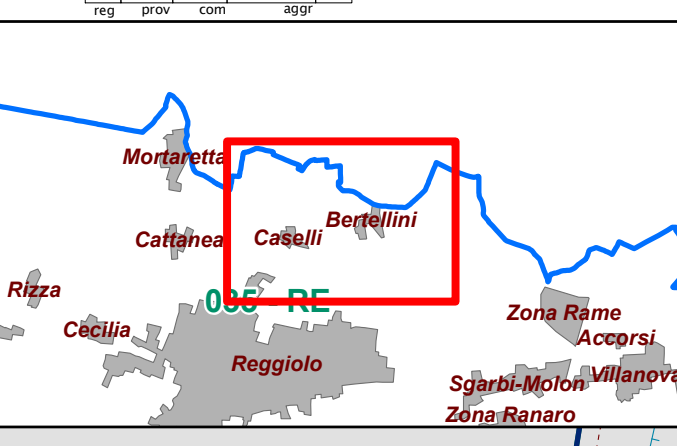 reg prov com aggr
Mortaretta
Bertellini
Cattanea Caselli
Rizza
035 - RE
Zona Rame
Cecilia
Accorsi
Reggiolo
Villanova
Sgarbi-Molon
Zona Ranaro